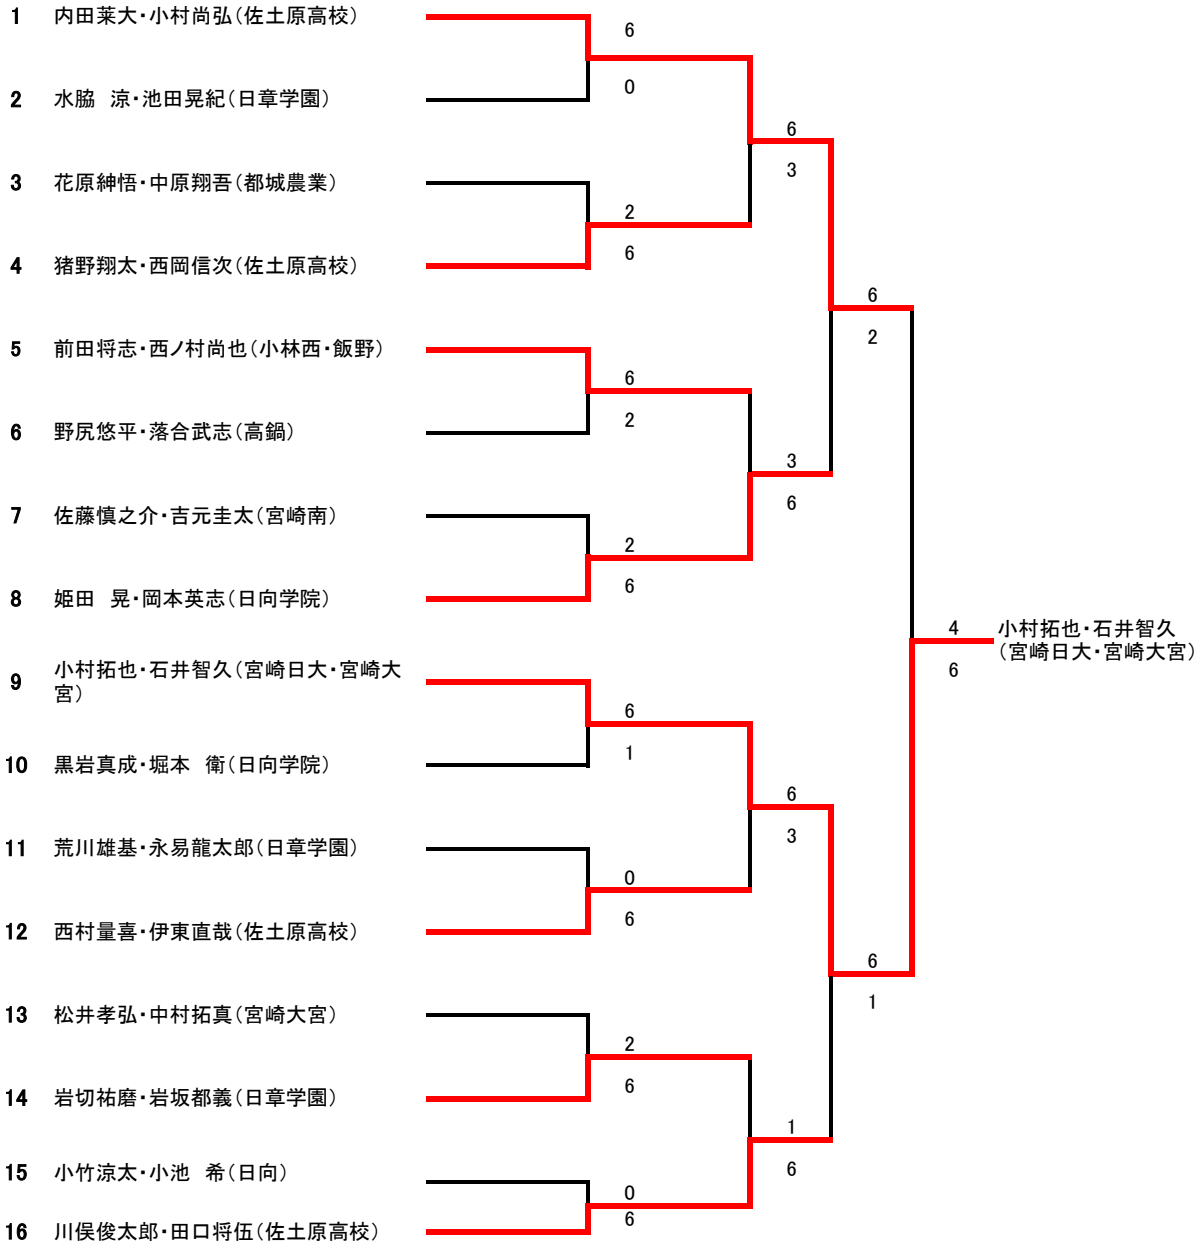 1 内田莱大・小村尚弘(佐土原高校)
6
0
2 水脇 涼・池田晃紀(日章学園)
6
3
3 花原紳悟・中原翔吾(都城農業)
2
6
4 猪野翔太・西岡信次(佐土原高校)
6
2
5 前田将志・西ノ村尚也(小林西・飯野)
6
2
6 野尻悠平・落合武志(高鍋)
3
6
7 佐藤慎之介・吉元圭太(宮崎南)
2
6
8 姫田 晃・岡本英志(日向学院)
4
6
小村拓也・石井智久
(宮崎日大・宮崎大宮)
9 小村拓也・石井智久(宮崎日大・宮崎大
宮)
6
1
10 黒岩真成・堀本 衛(日向学院)
6
3
11 荒川雄基・永易龍太郎(日章学園)
0
6
12 西村量喜・伊東直哉(佐土原高校)
6
1
13 松井孝弘・中村拓真(宮崎大宮)
2
6
14 岩切祐磨・岩坂都義(日章学園)
1
6
15 小竹涼太・小池 希(日向)
0
6
16 川俣俊太郎・田口将伍(佐土原高校)